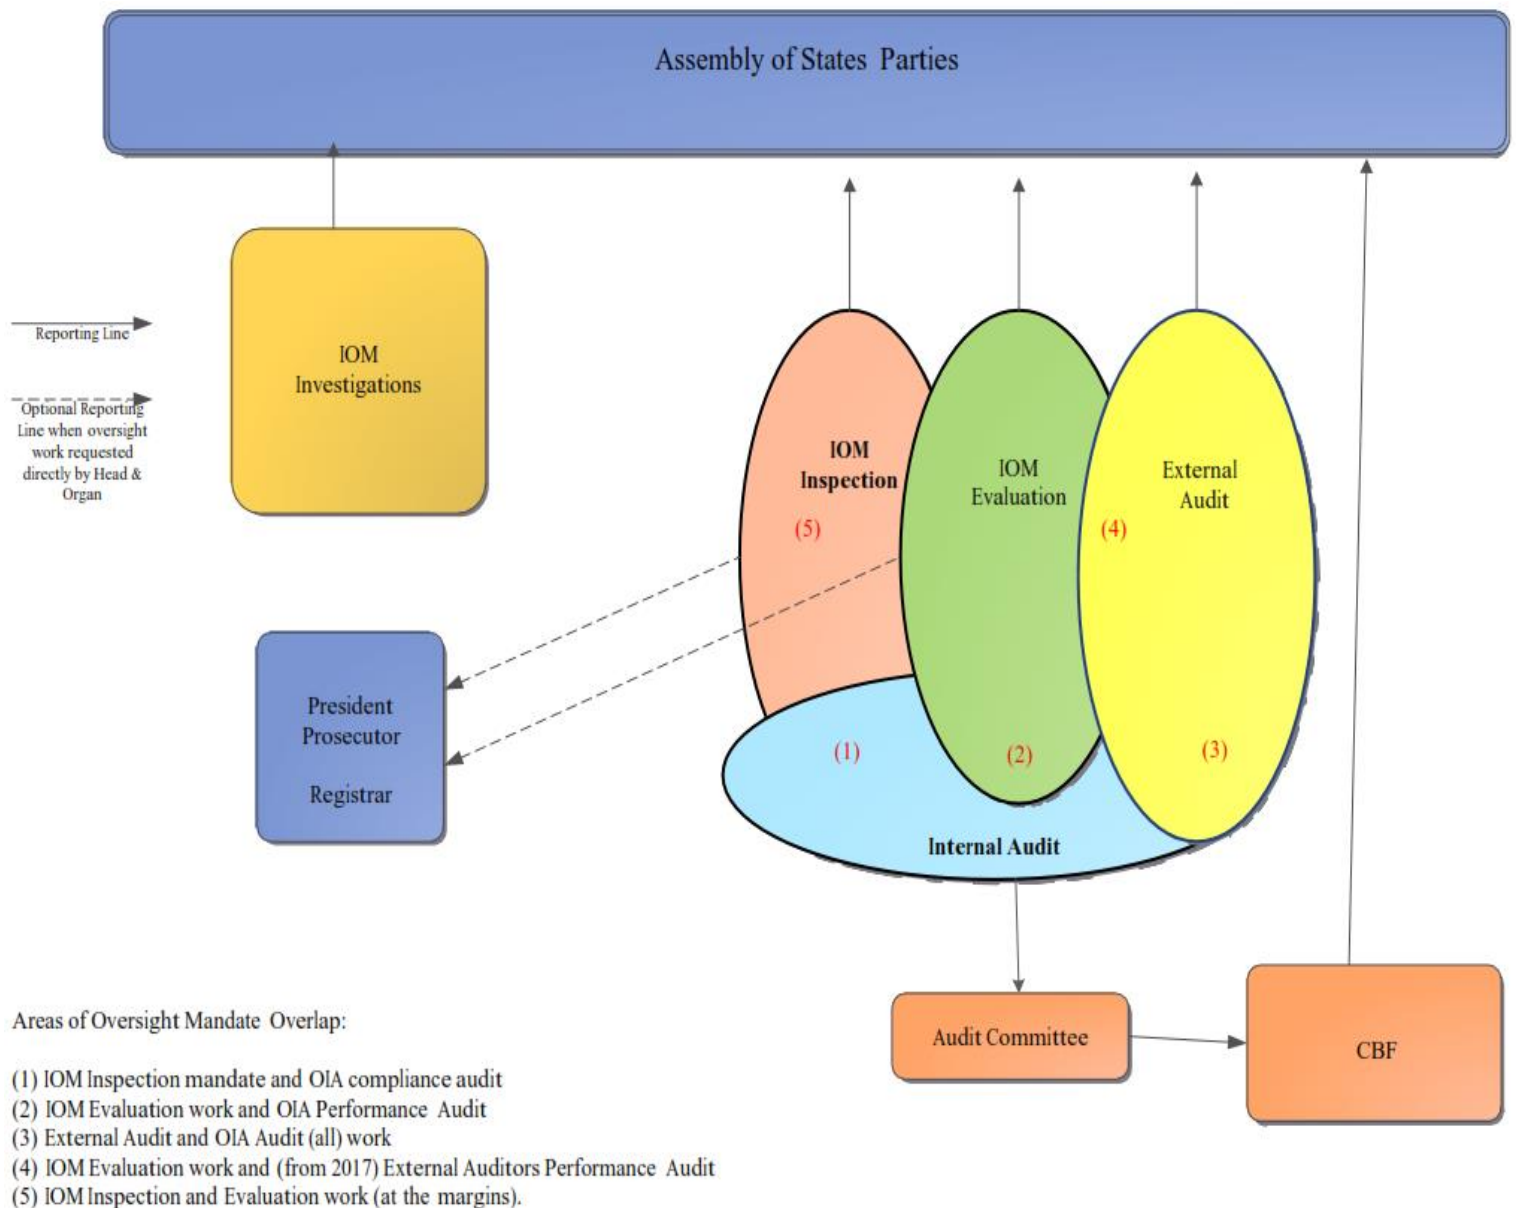 Assembly of States Parties
Reporting Line
Optional Reporting
Line when oversight
work requested
directly by Head &
Organ
IOM
Investigations
IOM
Inspection
(5)
IOM
Evaluation
(4)
External
Audit
President
Prosecutor
Registrar
(1)
(2)
(3)
Internal Audit
Audit Committee
CBF
Areas of Oversight Mandate Overlap:
(1) IOM Inspection mandate and OIA compliance audit
(2) IOM Evaluation work and OIA Performance Audit
(3) External Audit and OIA Audit (all) work
(4) IOM Evaluation work and (from 2017) External Auditors Performance Audit
(5) IOM Inspection and Evaluation work (at the margins).